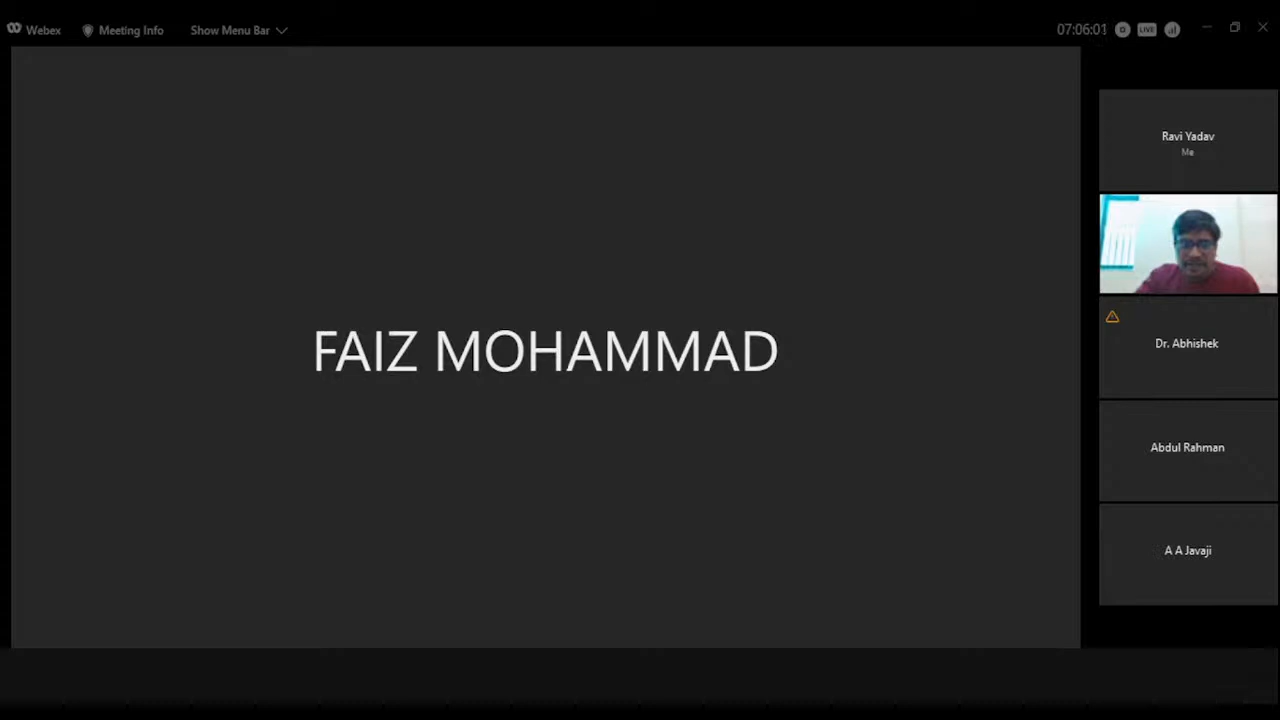 Webex Meeting Info Show Menu Bar 07:06:01 LIVE
Ravi Yadav
Me
FAIZ MOHAMMAD
Dr. Abhishek
Abdul Rahman
A A Javaji